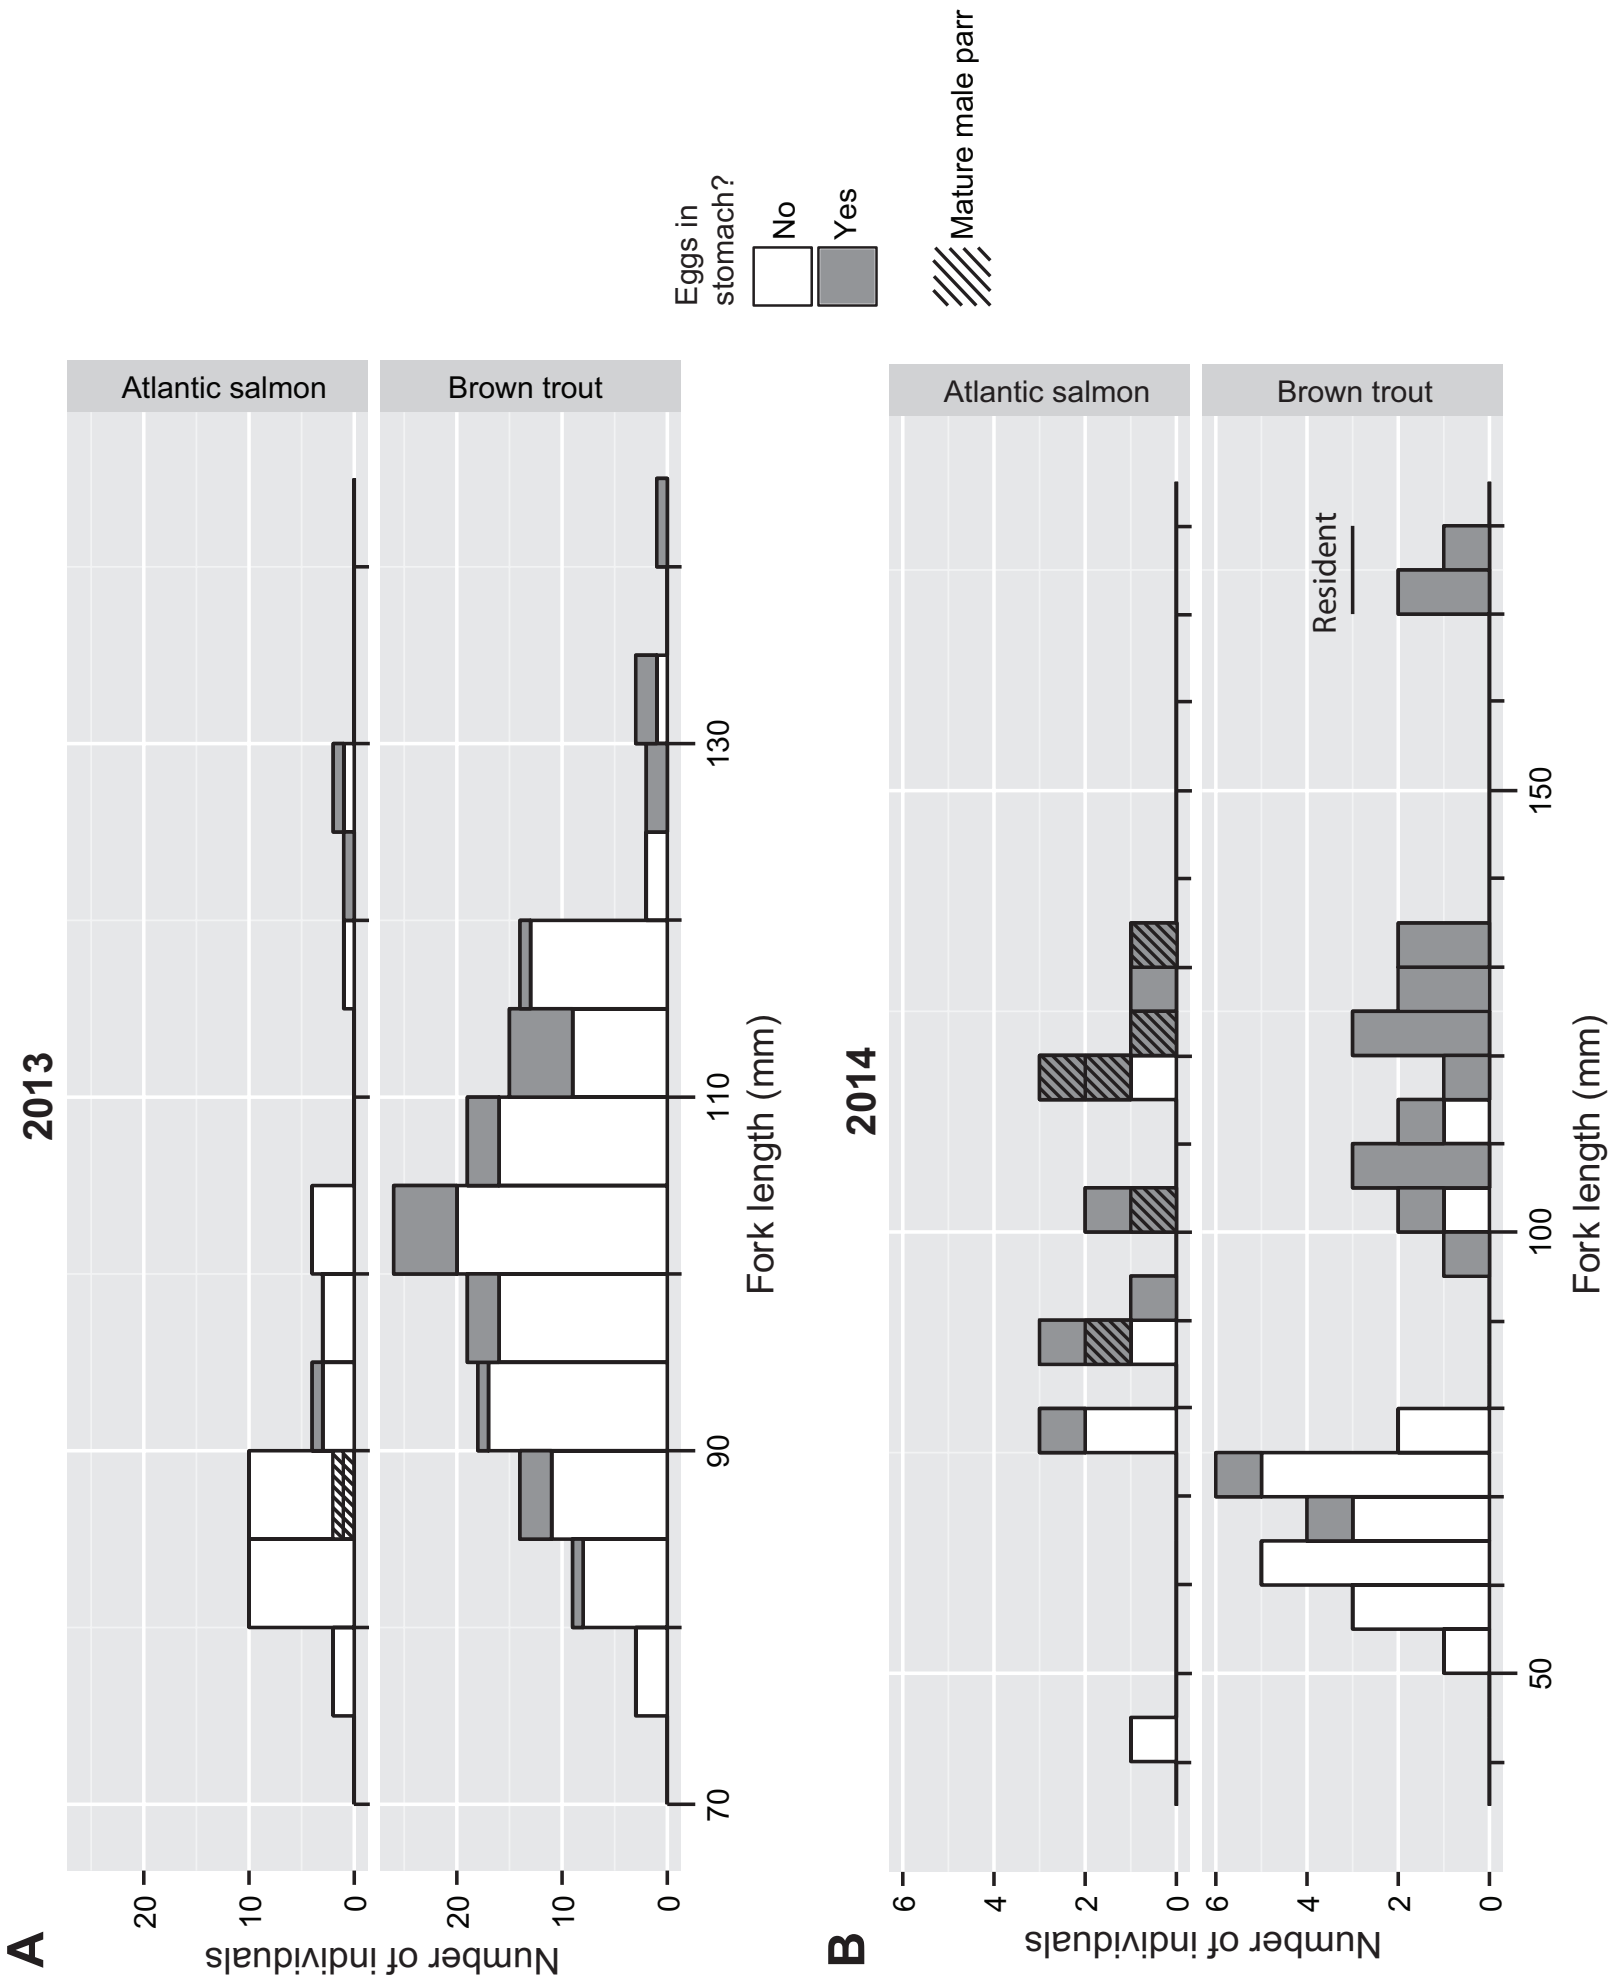 A
2013
Number of individuals
20
10
0
Atlantic salmon
20
10
0
Brown trout
70
90
110
130
Fork length (mm)
Eggs in
stomach?
No
Yes
Mature male parr
B
2014
Number of individuals
6
4
2
0
Atlantic salmon
6
4
2
0
Resident
Brown trout
50
100
150
Fork length (mm)